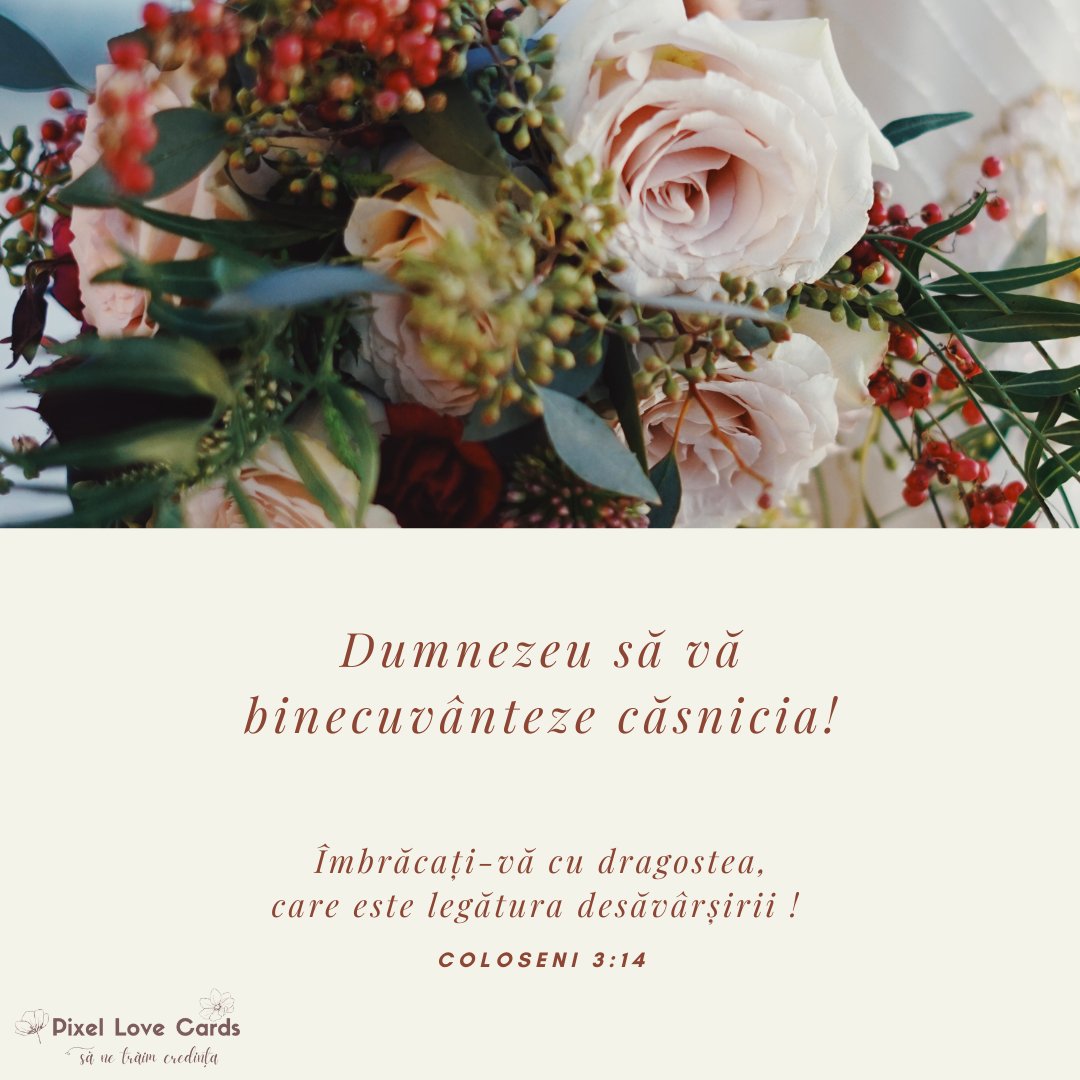 Dumnezeu să vă
binecuvânteze căsnicia!
Îmbrăcați-vă cu dragostea,
care este legătura desăvârșirii !
COLOSENI 3:14
Pixel Love Cards
să ne trăim credința